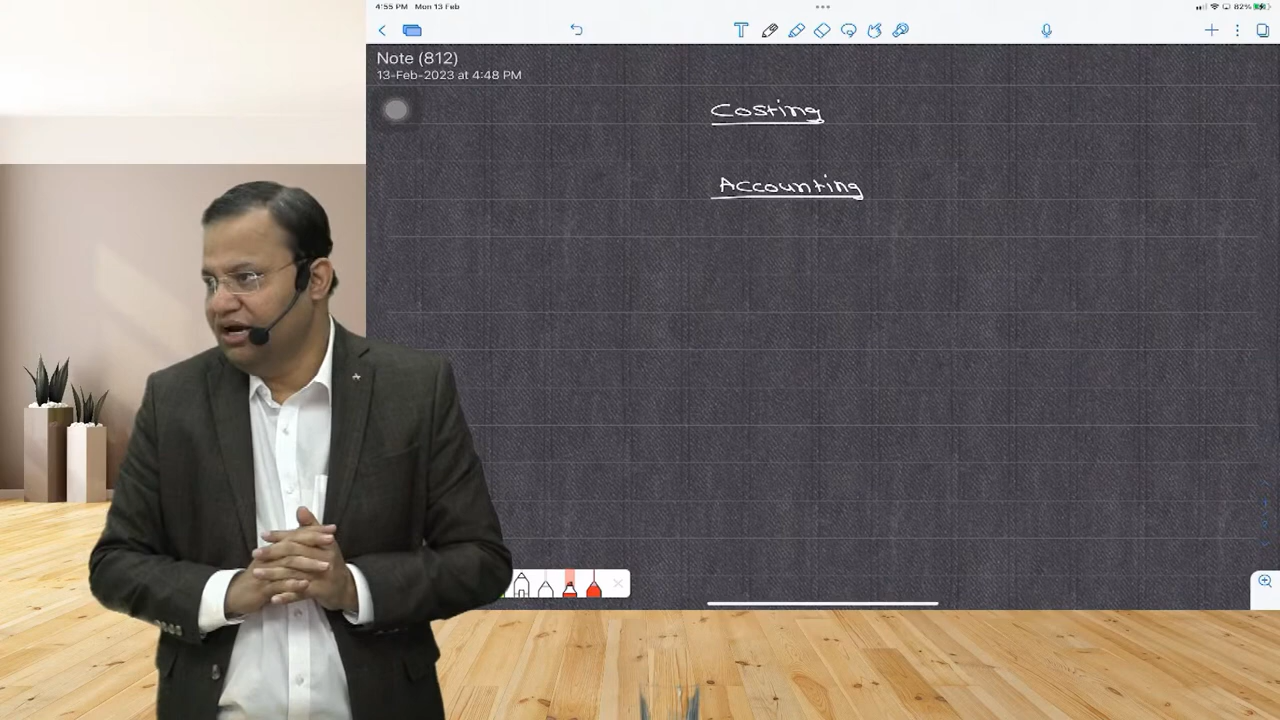 4:55 PM Mon 13 Feb
82%
Note (812)
13-Feb-2023 at 4:48 PM
Costing
Accounting